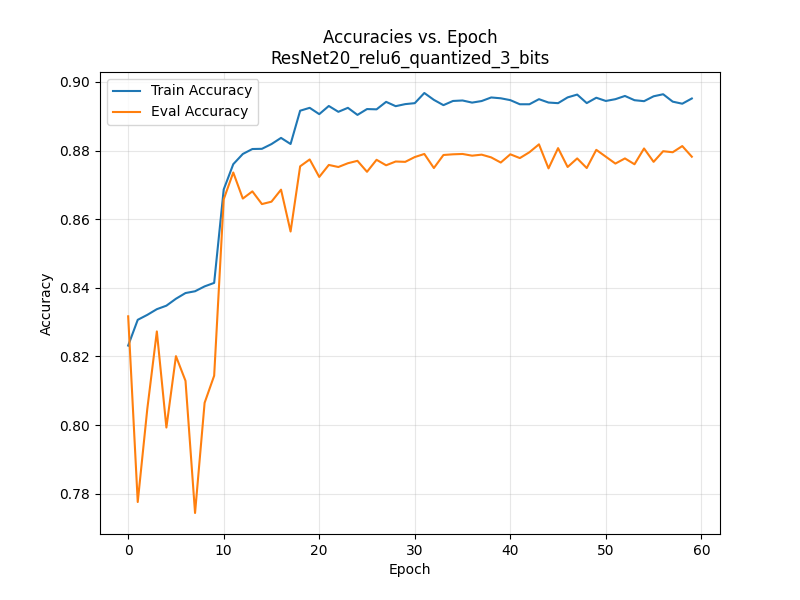 Accuracies vs. Epoch
ResNet20_relu6_quantized_3_bits
Train Accuracy
Eval Accuracy
0.90
0.88
0.86
0.84
0.82
0.80
0.78
Accuracy
0 10 20 30 40 50 60
Epoch